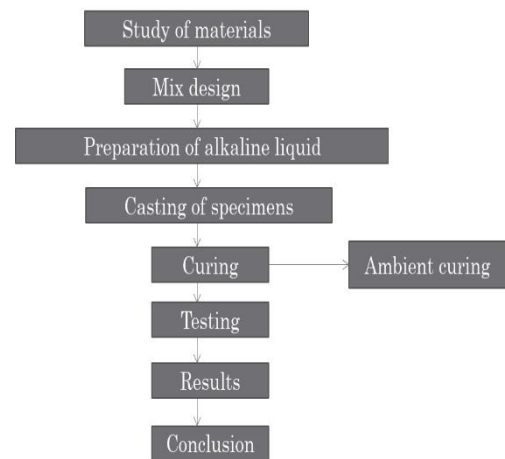 Study of materials
Mix design
Preparation of alkaline liquid
Casting of specimens
Curing
Ambient curing
Testing
Results
Conclusion